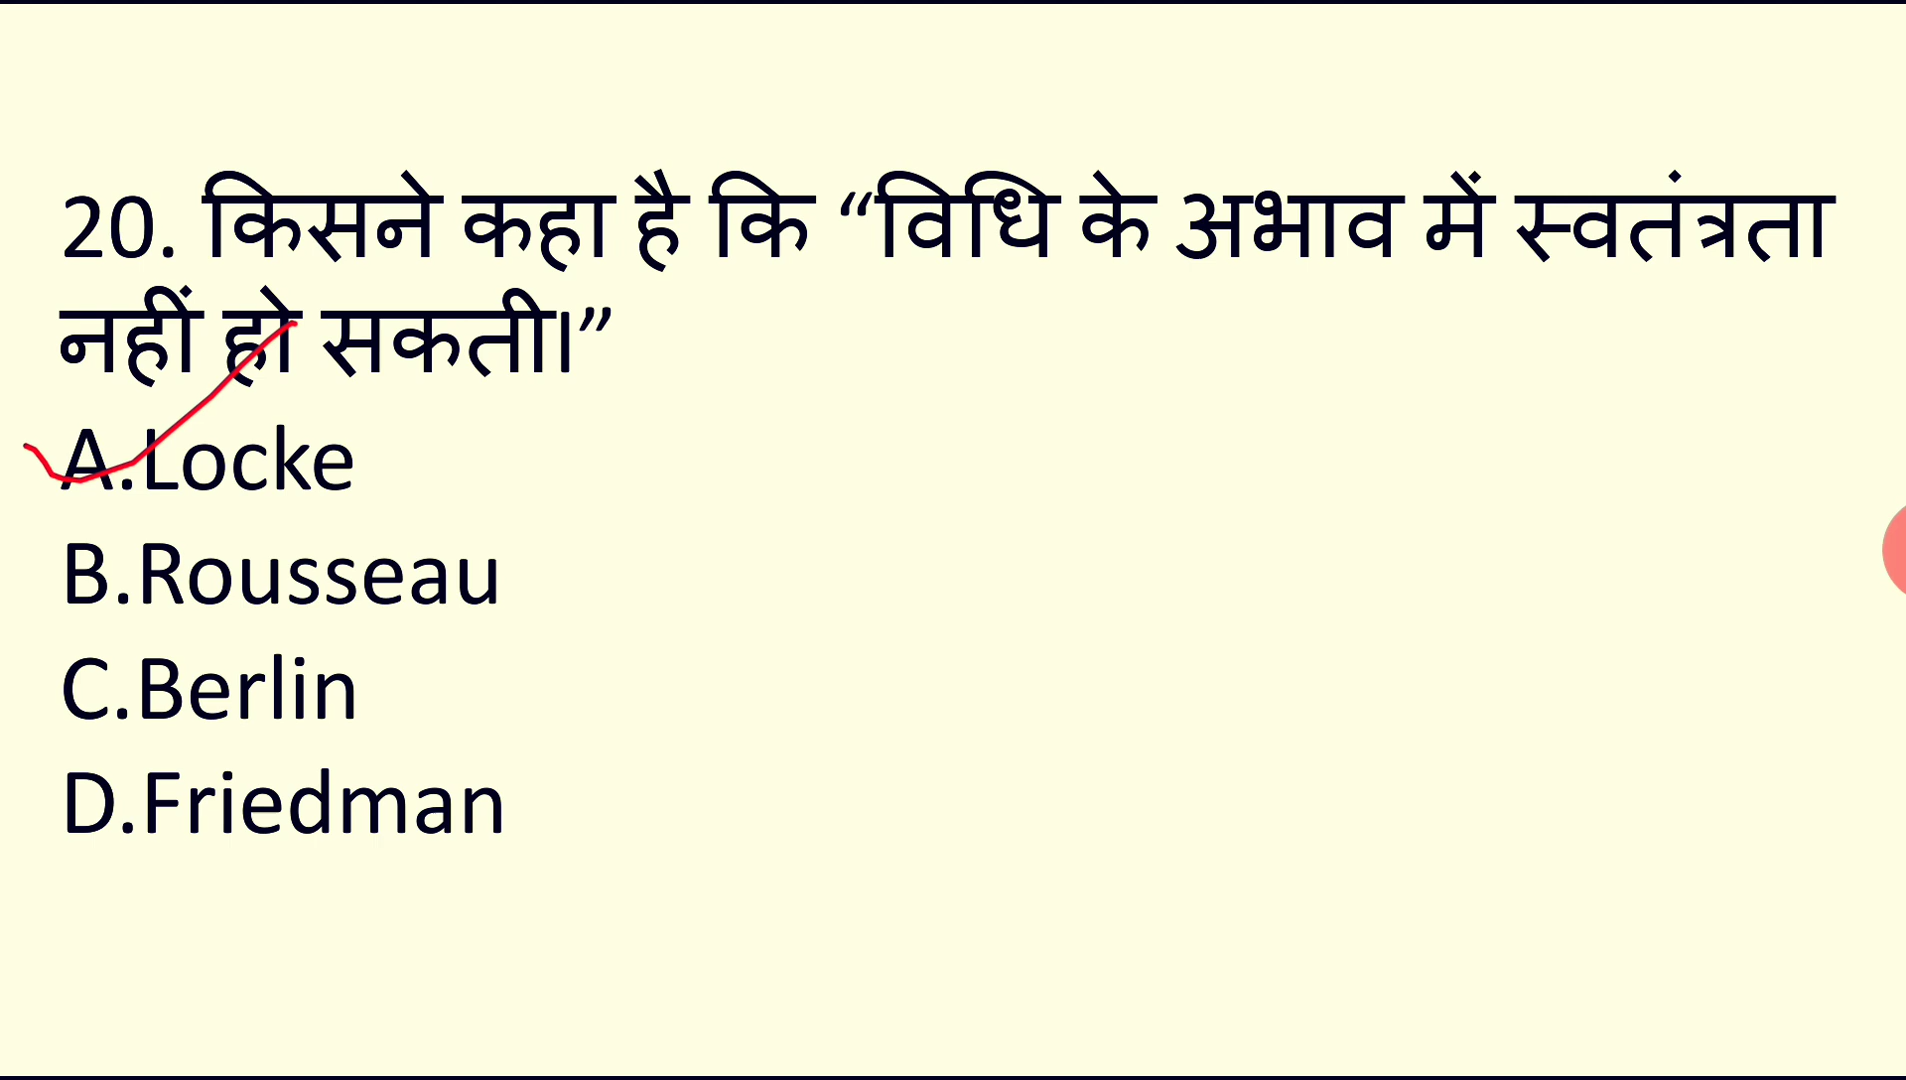 20. किसने कहा है कि “विधि के अभाव में स्वतंत्रता
नहीं हो सकती।”
A.Locke
B.Rousseau
C.Berlin
D.Friedman